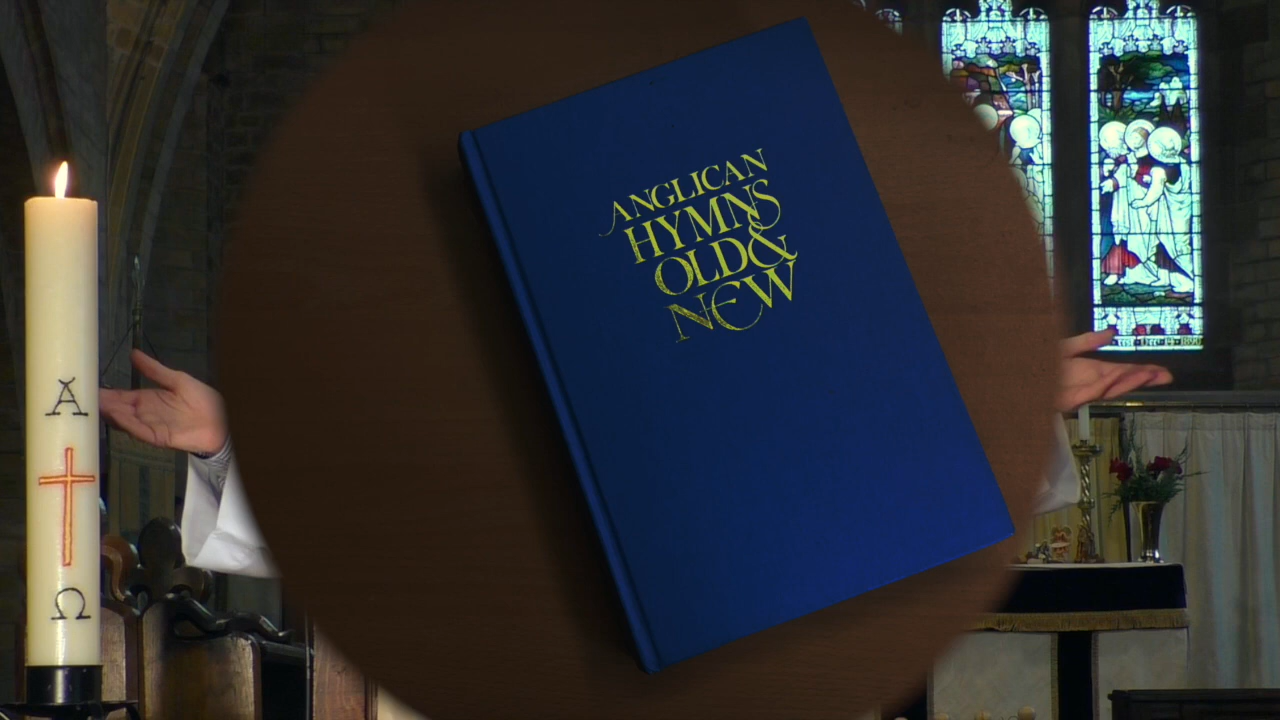 Α
Ω
ANGLICAN
HYMNS
OLD &
NEW